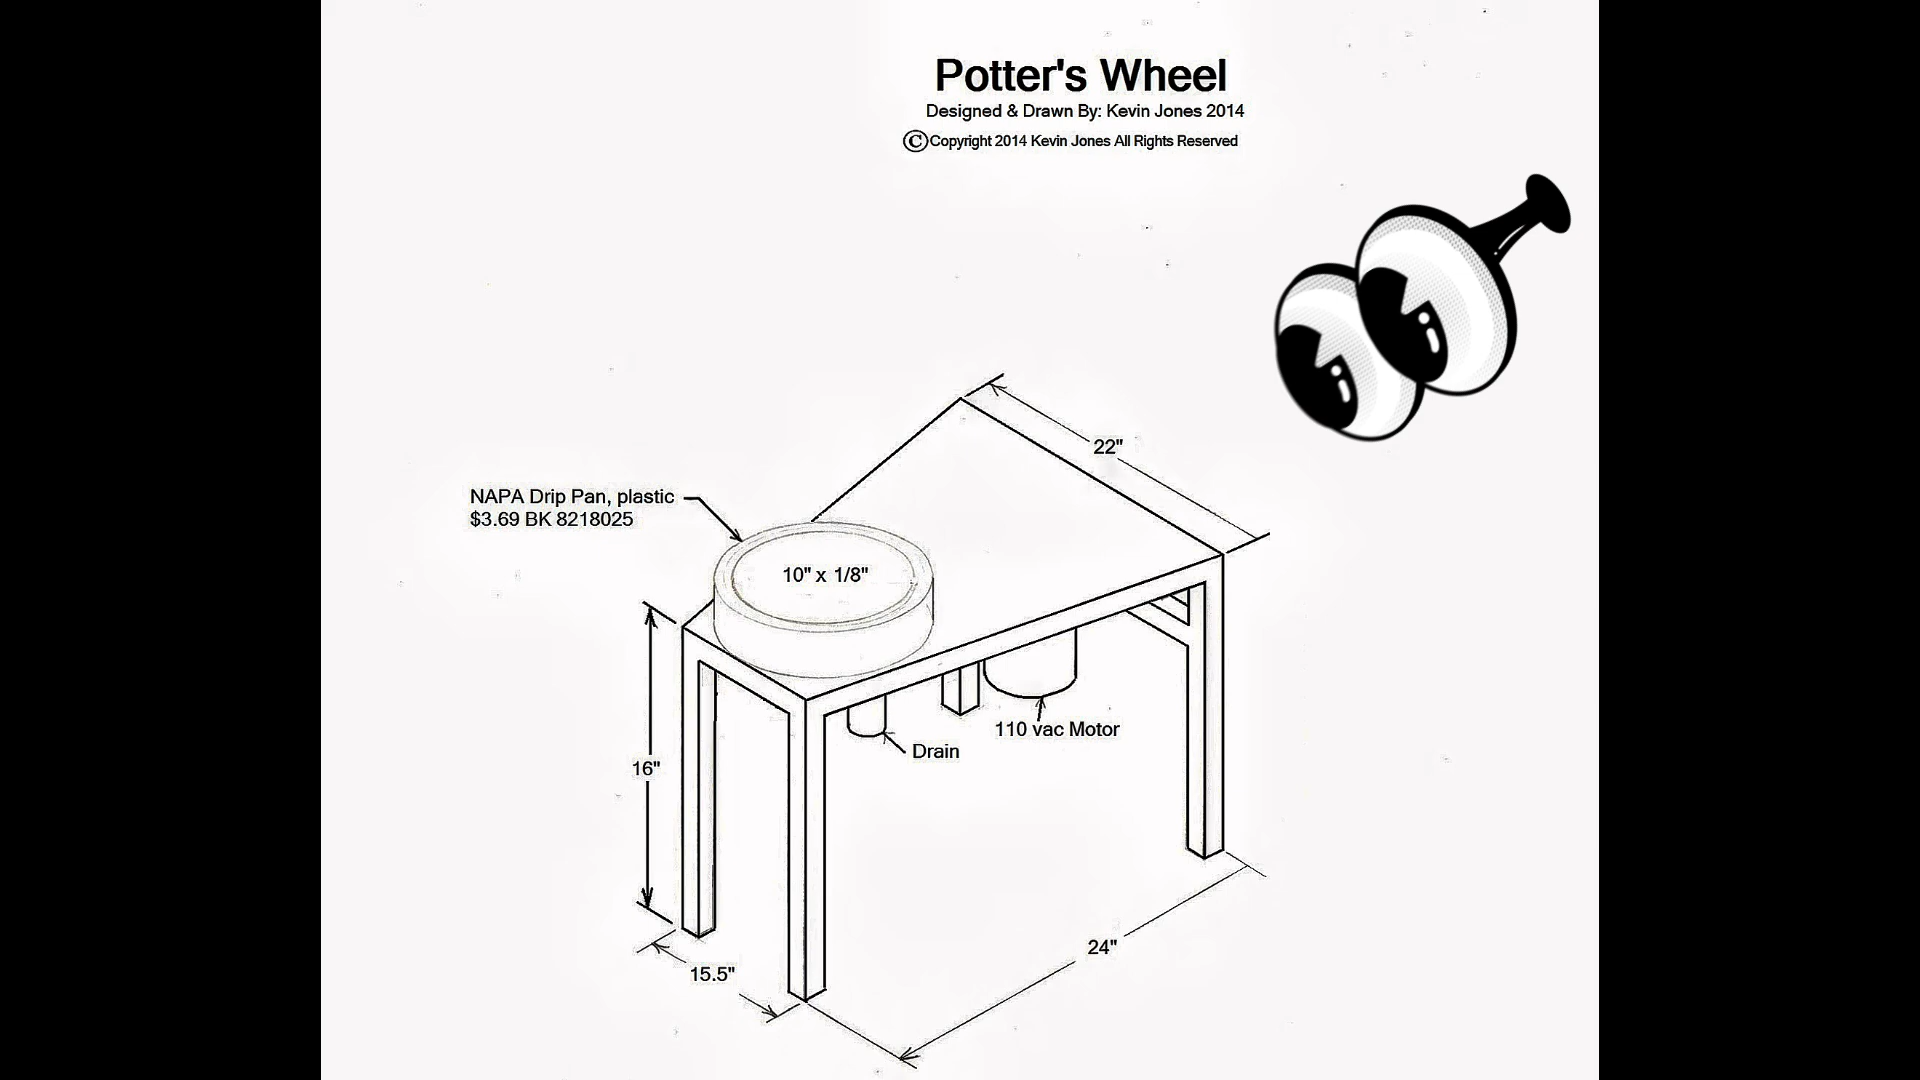 Potter's Wheel
Designed & Drawn By: Kevin Jones 2014
©Copyright 2014 Kevin Jones All Rights Reserved
22"
NAPA Drip Pan, plastic
$3.69 BK 8218025
10" x 1/8"
110 vac Motor
Drain
16"
24"
15.5"